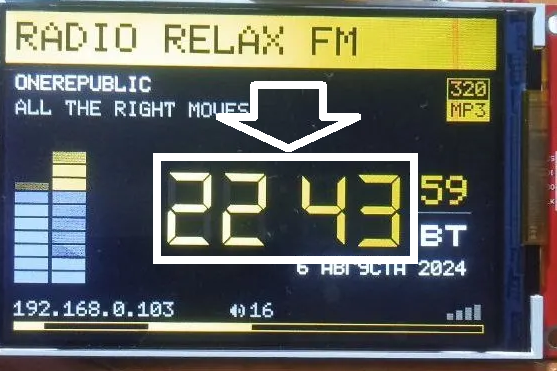 RADIO RELAX FM
ONEREPUBLIC
ALL THE RIGHT MOVES
320
MP3
22 43 59
ВТ
6 АВГУСТА 2024
192.168.0.103
16